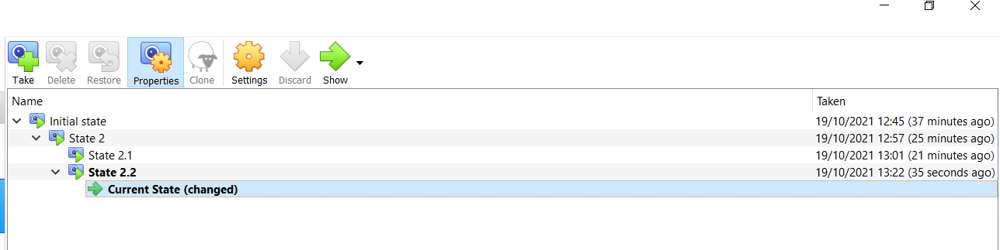 Take Delete Restore Properties Clone Settings Discard Show
Name Taken
Initial state 19/10/2021 12:45 (37 minutes ago)
State 2 19/10/2021 12:57 (25 minutes ago)
State 2.1 19/10/2021 13:01 (21 minutes ago)
State 2.2 19/10/2021 13:22 (35 seconds ago)
Current State (changed)